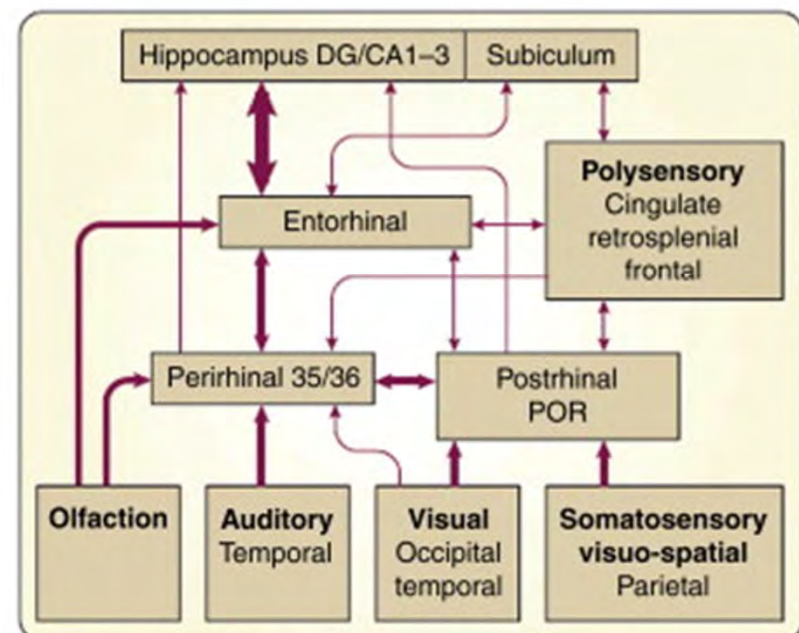 Hippocampus DG/CA1–3
Subiculum
Polysensory
Cingulate
retrosplenial
frontal
Entorhinal
Perirhinal 35/36
Postrhinal
POR
Olfaction
Auditory
Temporal
Visual
Occipital
temporal
Somatosensory
visuo-spatial
Parietal